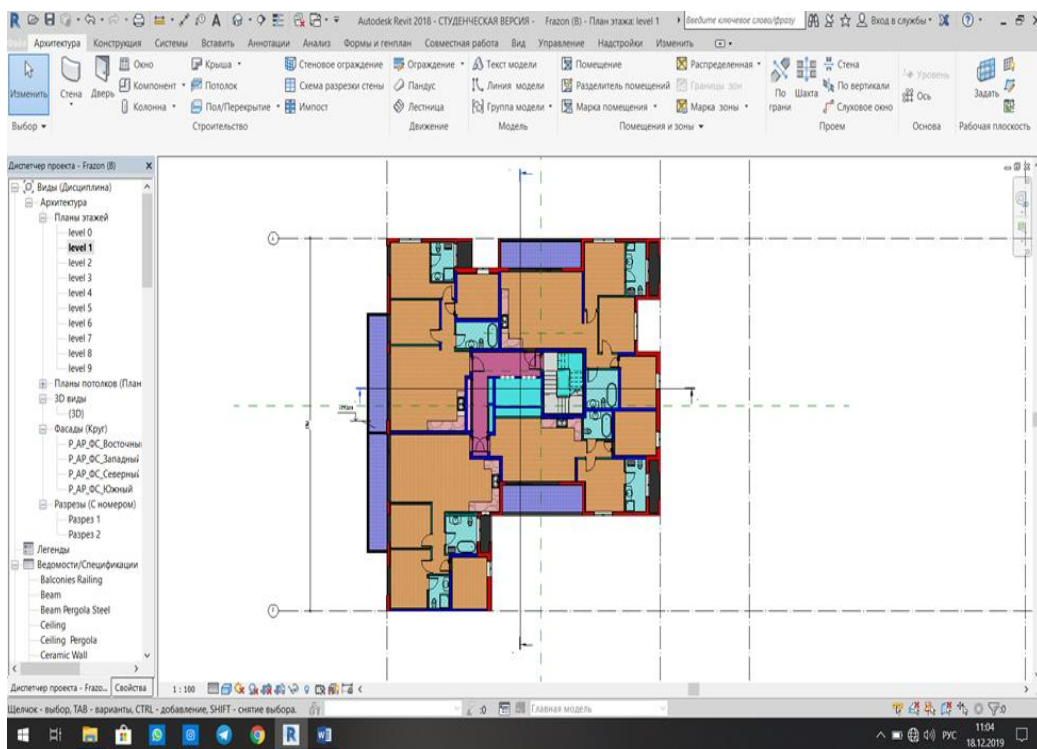 Autodesk Revit 2018 - СТУДЕНЧЕСКАЯ ВЕРСИЯ - Frazon (B) - План этажа: level 1 Введите ключевое слово/фразу Вход в службы
Архитектура Конструкция Системы Вставить Аннотации Анализ Формы и генплан Совместная работа Вид Управление Надстройки Изменить
Изменить Стена Дверь
Окно
Компонент
Колонна
Крыша
Потолок
Пол/Перекрытие
Стеновое ограждение
Схема разрезки стены
Импост
Ограждение
Пандус
Лестница
Текст модели
Линия модели
Группа модели
Помещение
Разделитель помещений
Марка помещения
Распределенная
Границы зон
Марка зоны
По грани
Шахта
Стена
По вертикали
Слуховое окно
Уровень
Ось
Задать
Выбор Строительство Движение Модель Помещения и зоны Проем Основа Рабочая плоскость
Диспетчер проекта - Frazon (B)
Виды (Дисциплина)
Архитектура
Планы этажей
level 0
level 1
level 2
level 3
level 4
level 5
level 6
level 7
level 8
level 9
Планы потолков (План
3D виды
(3D)
Фасады (Круг)
Р_АР_ФС_Восточны
Р_АР_ФС_Западный
Р_АР_ФС_Северный
Р_АР_ФС_Южный
Разрезы (С номером)
Разрез 1
Разрез 2
Легенды
Ведомости/Спецификации
Balconies Railing
Beam
Beam Pergola Steel
Ceiling
Ceiling Pergola
Ceramic Wall
Диспетчер проекта - Frazo... Свойства
1 : 100
Щелчок - выбор, TAB - варианты, CTRL - добавление, SHIFT - снятие выбора.
:0 Главная модель
:0
РУС 11:04
18.12.2019